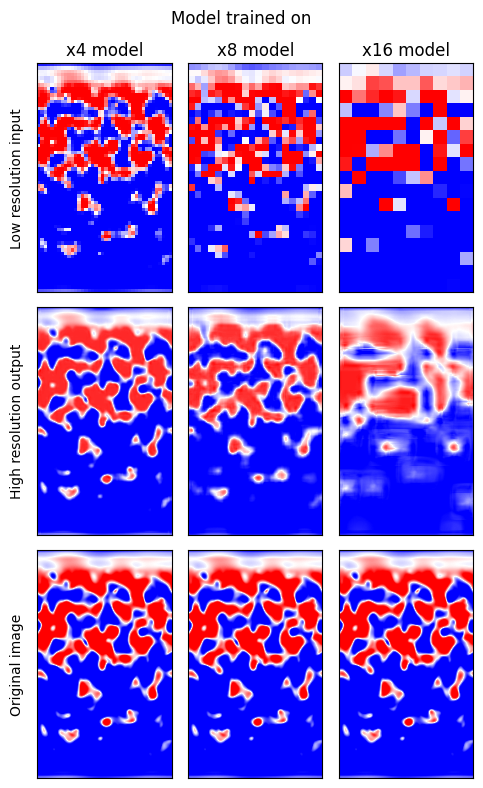 Model trained on
x4 model
x8 model
x16 model
Low resolution input
High resolution output
Original image